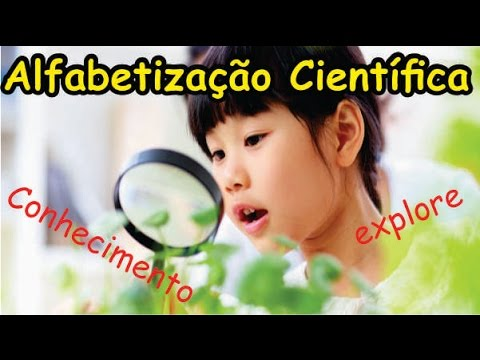 Alfabetização Científica
Conhecimento
explore